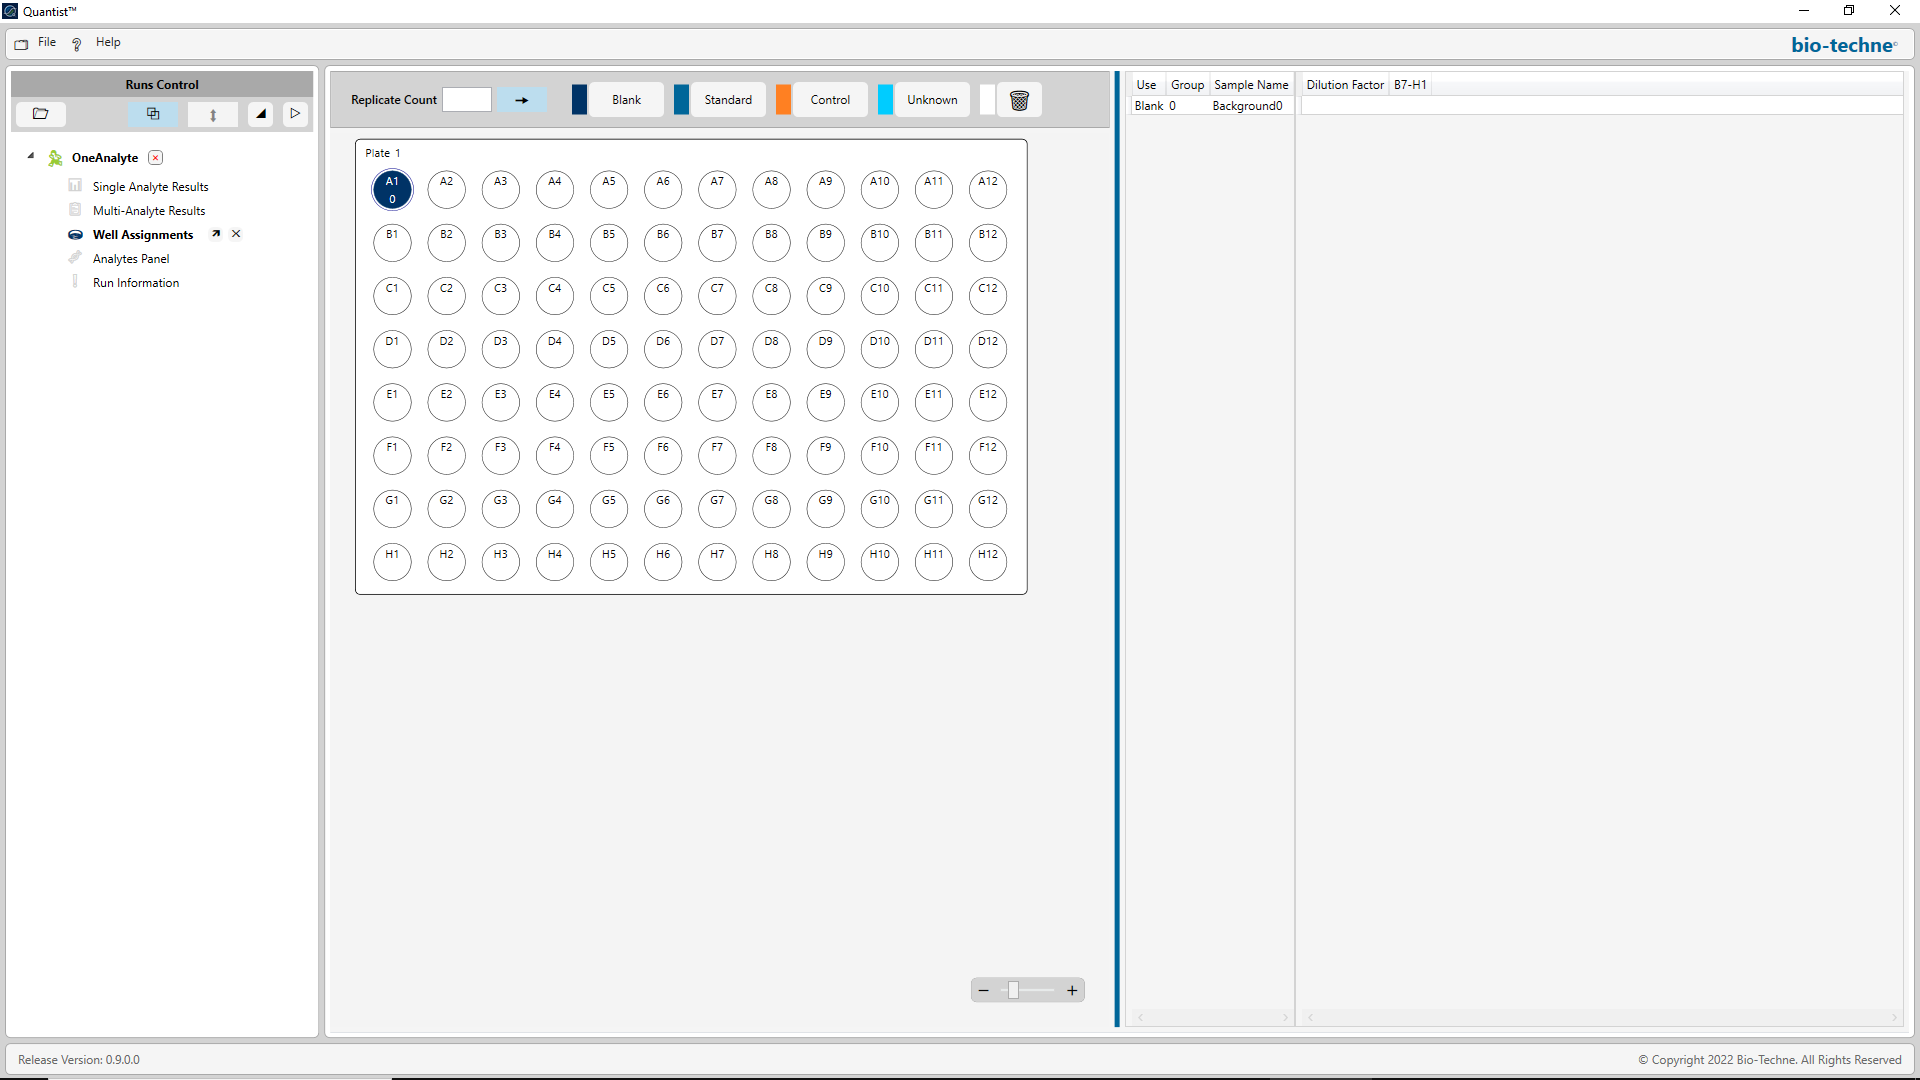 Quantist™
File ? Help
bio-techne®
Runs Control
OneAnalyte
Single Analyte Results
Multi-Analyte Results
Well Assignments
Analytes Panel
Run Information
Replicate Count
Blank
Standard
Control
Unknown
Plate 1
A1 A2 A3 A4 A5 A6 A7 A8 A9 A10 A11 A12
0
B1 B2 B3 B4 B5 B6 B7 B8 B9 B10 B11 B12
C1 C2 C3 C4 C5 C6 C7 C8 C9 C10 C11 C12
D1 D2 D3 D4 D5 D6 D7 D8 D9 D10 D11 D12
E1 E2 E3 E4 E5 E6 E7 E8 E9 E10 E11 E12
F1 F2 F3 F4 F5 F6 F7 F8 F9 F10 F11 F12
G1 G2 G3 G4 G5 G6 G7 G8 G9 G10 G11 G12
H1 H2 H3 H4 H5 H6 H7 H8 H9 H10 H11 H12
Use Group Sample Name Dilution Factor B7-H1
Blank 0 Background0
Release Version: 0.9.0.0
© Copyright 2022 Bio-Techne. All Rights Reserved